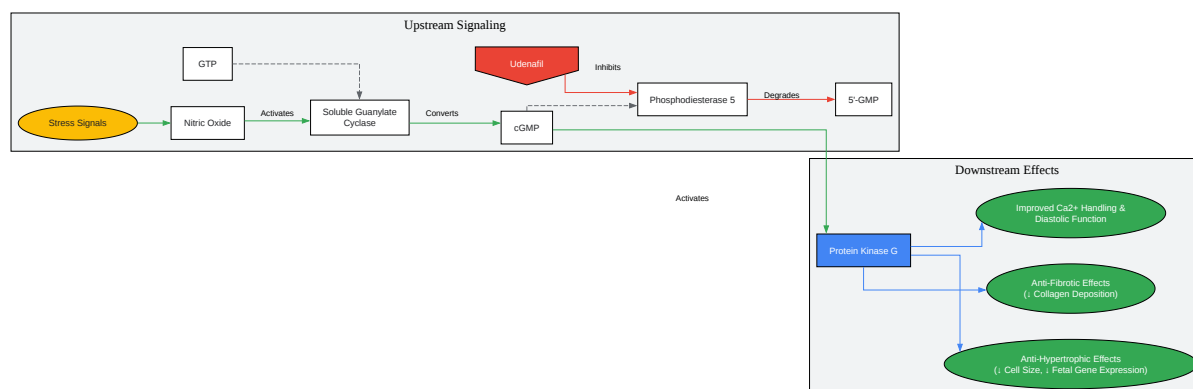 Upstream Signaling
GTP
Udenafil
Inhibits
Stress Signals
Nitric Oxide
Activates
Soluble Guanylate
Cyclase
Converts
cGMP
Phosphodiesterase 5
Degrades
5'-GMP
Activates
Downstream Effects
Protein Kinase G
Improved Ca2+ Handling &
Diastolic Function
Anti-Fibrotic Effects
(↓ Collagen Deposition)
Anti-Hypertrophic Effects
(↓ Cell Size, ↓ Fetal Gene Expression)